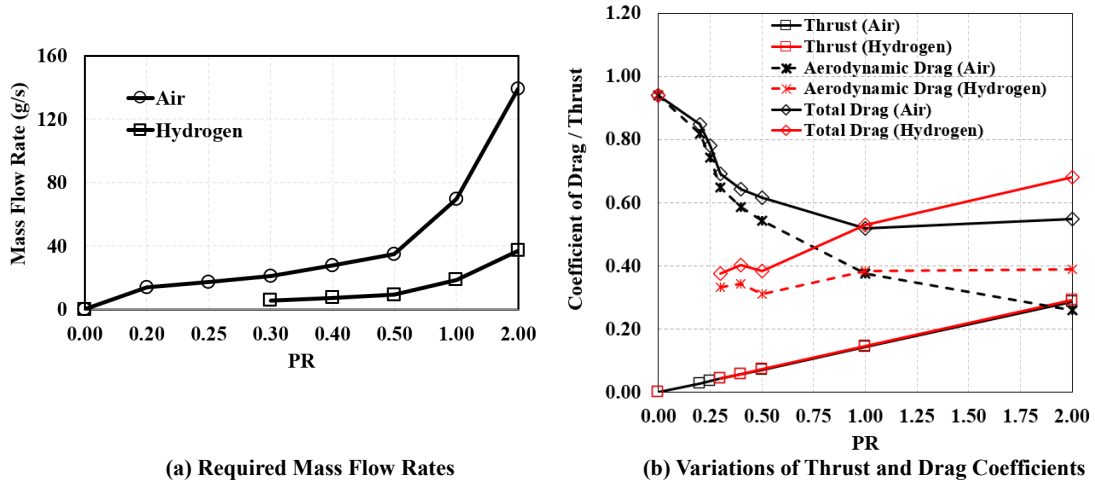 160
120
80
40
0
Mass Flow Rate (g/s)
Air
Hydrogen
0.00 0.20 0.25 0.30 0.40 0.50 1.00 2.00
PR
(a) Required Mass Flow Rates
1.20
1.00
0.80
0.60
0.40
0.20
0.00
Coefficient of Drag / Thrust
Thrust (Air)
Thrust (Hydrogen)
Aerodynamic Drag (Air)
Aerodynamic Drag (Hydrogen)
Total Drag (Air)
Total Drag (Hydrogen)
0.00 0.25 0.50 0.75 1.00 1.25 1.50 1.75 2.00
PR
(b) Variations of Thrust and Drag Coefficients